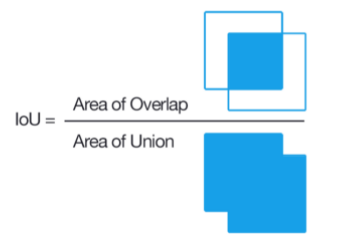 Area of Overlap
IoU =
Area of Union